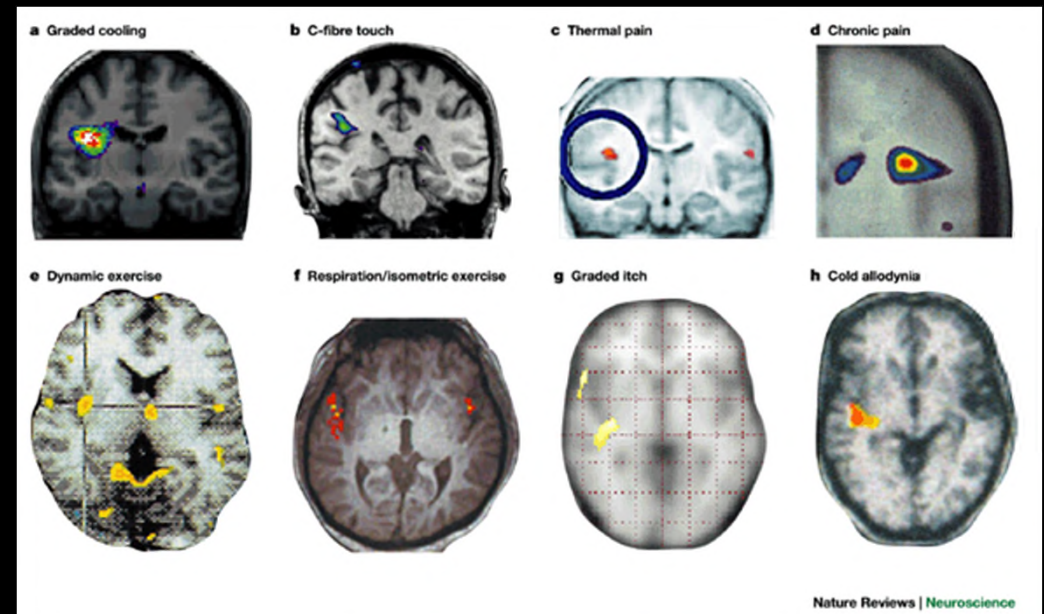 a Graded cooling
b C-fibre touch
c Thermal pain
d Chronic pain
e Dynamic exercise
f Respiration/isometric exercise
g Graded itch
h Cold allodynia
Nature Reviews | Neuroscience